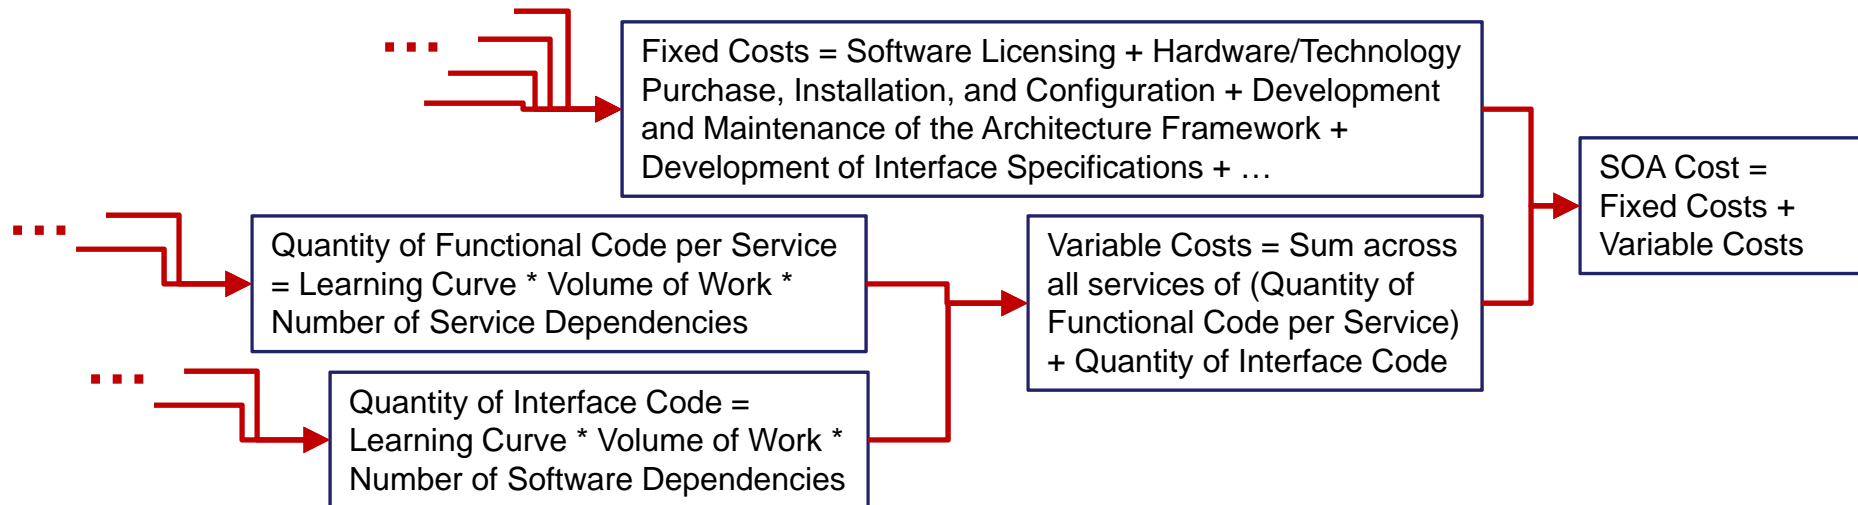 Fixed Costs = Software Licensing + Hardware/Technology
Purchase, Installation, and Configuration + Development
and Maintenance of the Architecture Framework +
Development of Interface Specifications + …
SOA Cost =
Fixed Costs +
Variable Costs
Quantity of Functional Code per Service
= Learning Curve * Volume of Work *
Number of Service Dependencies
Variable Costs = Sum across
all services of (Quantity of
Functional Code per Service)
+ Quantity of Interface Code
Quantity of Interface Code =
Learning Curve * Volume of Work *
Number of Software Dependencies